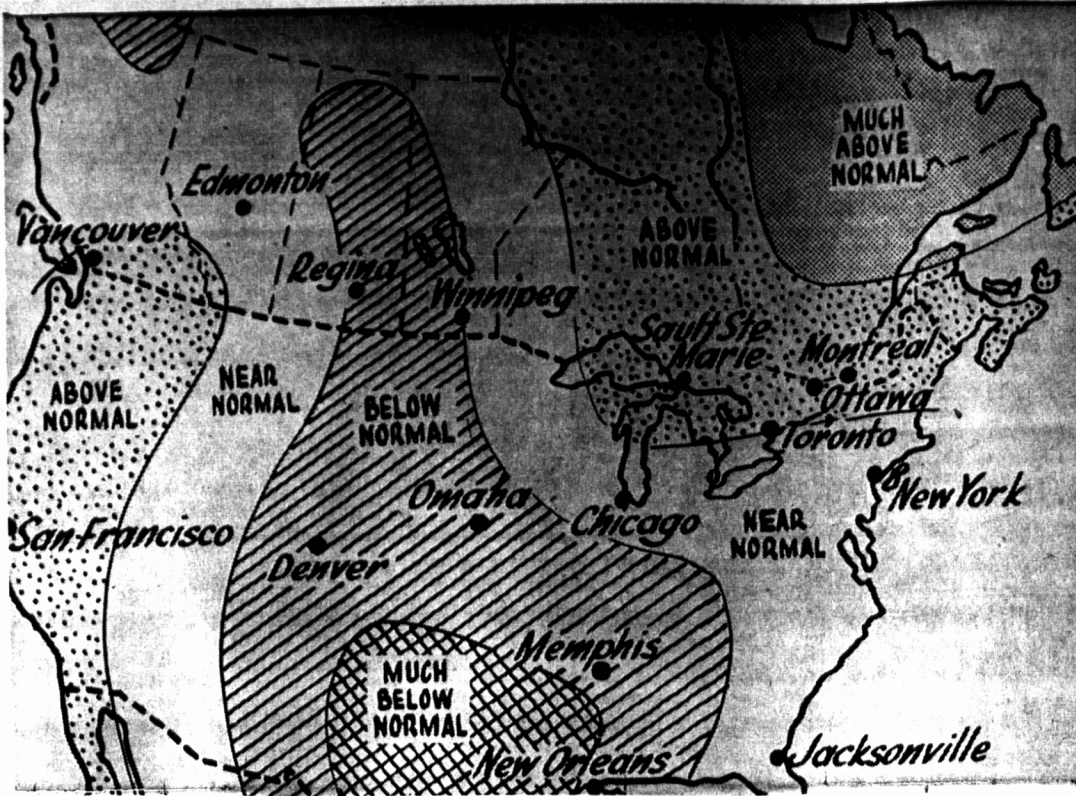 MUCH
ABOVE
NORMAL
Edmonton
Vancouver
ABOVE
NORMAL
Regina
Winnipeg
Sault Ste
Marie
Montreal
Ottawa
Toronto
ABOVE
NORMAL
NEAR
NORMAL
BELOW
NORMAL
Omaha
Chicago
New York
San Francisco
NEAR
NORMAL
Denver
Memphis
MUCH
BELOW
NORMAL
New Orleans
Jacksonville